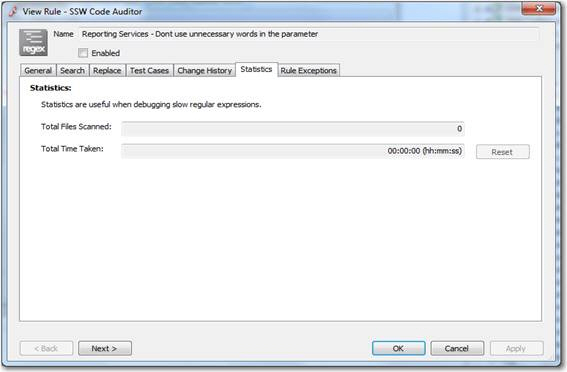 View Rule - SSW Code Auditor
regex
Name Reporting Services - Dont use unnecessary words in the parameter
Enabled
General Search Replace Test Cases Change History Statistics Rule Exceptions
Statistics:
Statistics are useful when debugging slow regular expressions.
Total Files Scanned: 0
Total Time Taken: 00:00:00 (hh:mm:ss) Reset
< Back Next > OK Cancel Apply